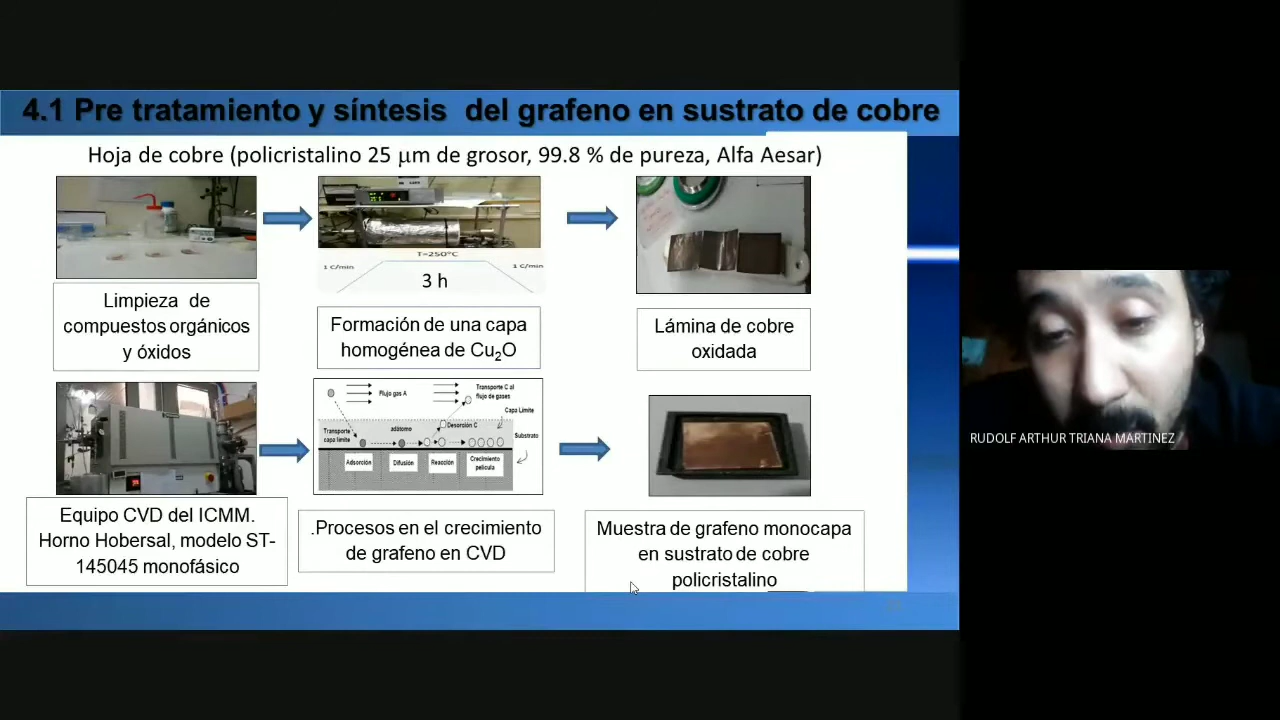 4.1 Pre tratamiento y síntesis del grafeno en sustrato de cobre
Hoja de cobre (policristalino 25 μm de grosor, 99.8 % de pureza, Alfa Aesar)
T=250°C
1 C/min
1 C/min
3 h
Limpieza de
compuestos orgánicos
y óxidos
Formación de una capa
homogénea de Cu₂O
Lámina de cobre
oxidada
Flujo gas A
Transporte C al
flujo de gases
Capa Límite
Transporte
capa límite
adátomo
Desorción C
Substrato
Adsorción
Difusión
Reacción
Crecimiento
película
Equipo CVD del ICMM.
Horno Hobersal, modelo ST-
145045 monofásico
.Procesos en el crecimiento
de grafeno en CVD
Muestra de grafeno monocapa
en sustrato de cobre
policristalino
RUDOLF ARTHUR TRIANA MARTINEZ